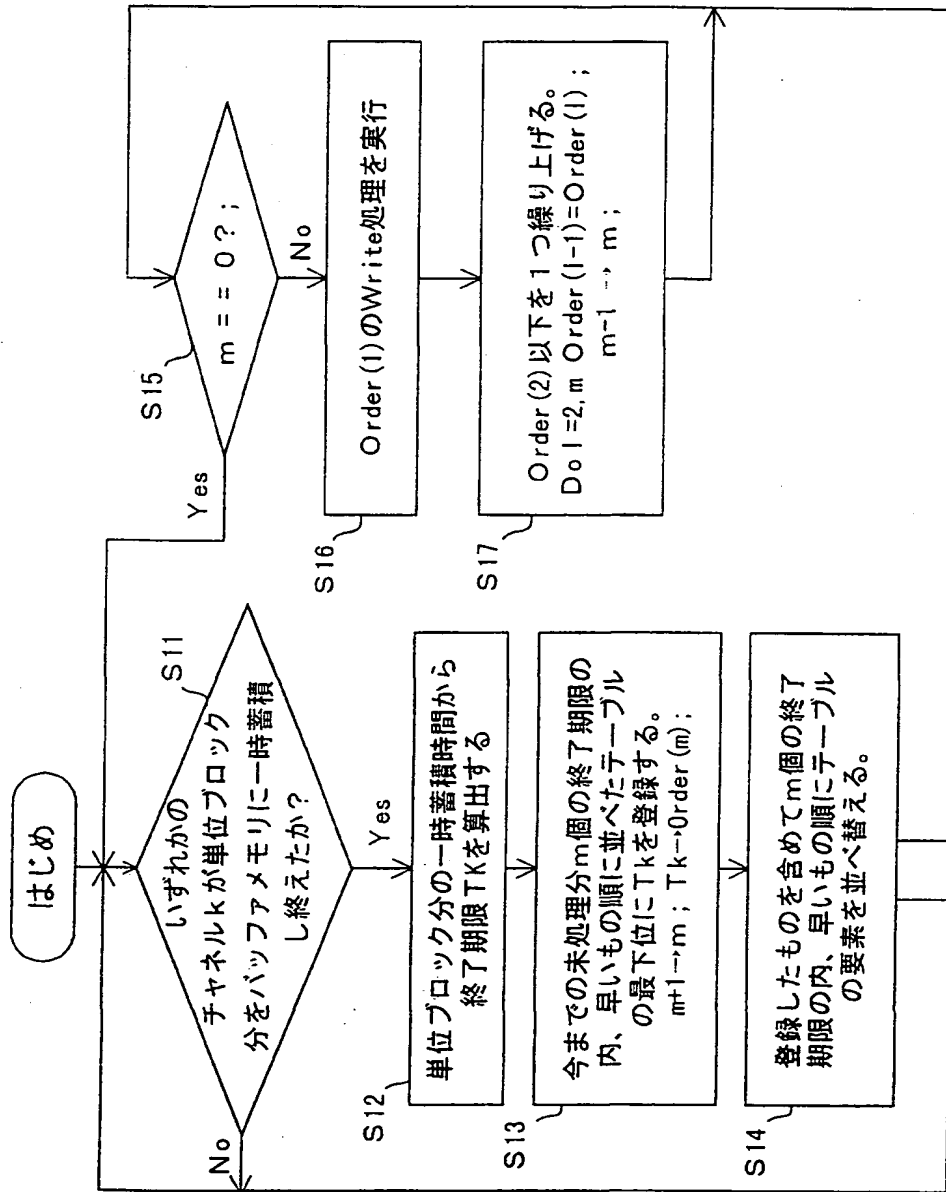 はじめ
いずれかの
チャネルkが単位ブロック
分をバッファメモリに一時蓄積
し終えたか?
S11
No
Yes
S12
単位ブロック分の一時蓄積時間から
終了期限TKを算出する
S13
今までの未処理分m個の終了期限の
内、早いもの順に並べたテーブル
の最下位にTkを登録する。
m+1→m; Tk→Order(m);
S14
登録したものを含めてm個の終了
期限の内、早いもの順にテーブル
の要素を並べ替える。
S15
m==0?;
Yes
No
S16
Order(1)のWrite処理を実行
S17
Order(2)以下を1つ繰り上げる。
Do l=2,m Order(l-1)=Order(l);
m-1→m;